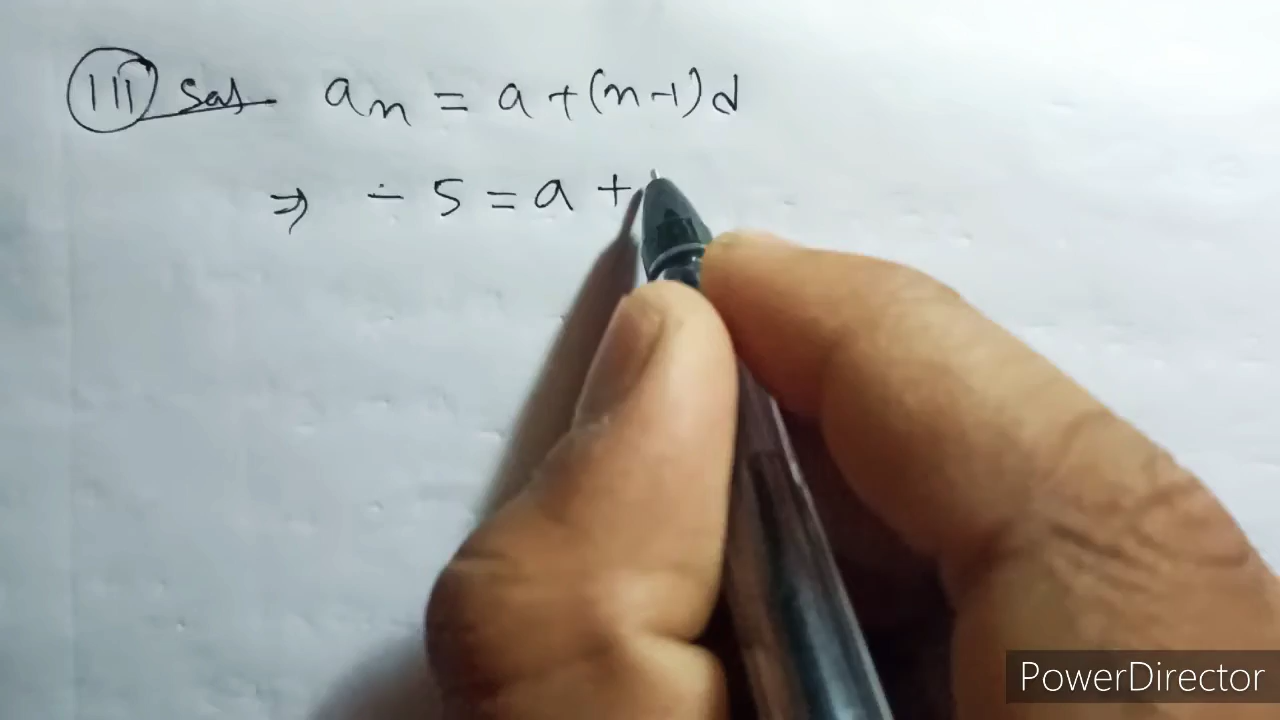 (iii) Sol aₙ = a + (n-1)d
⇒ - 5 = a +
PowerDirector